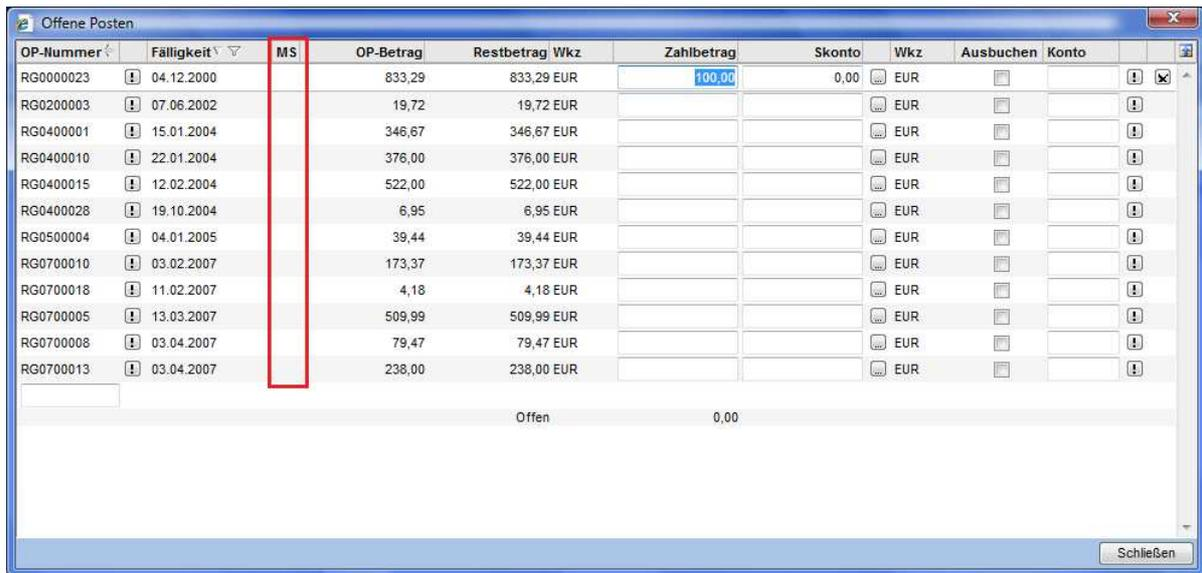 Offene Posten
OP-Nummer Fälligkeit MS OP-Betrag Restbetrag Wkz Zahlbetrag Skonto Wkz Ausbuchen Konto
RG0000023 ! 04.12.2000 833,29 833,29 EUR 100,00 0,00 ... EUR !
RG0200003 ! 07.06.2002 19,72 19,72 EUR ... EUR !
RG0400001 ! 15.01.2004 346,67 346,67 EUR ... EUR !
RG0400010 ! 22.01.2004 376,00 376,00 EUR ... EUR !
RG0400015 ! 12.02.2004 522,00 522,00 EUR ... EUR !
RG0400028 ! 19.10.2004 6,95 6,95 EUR ... EUR !
RG0500004 ! 04.01.2005 39,44 39,44 EUR ... EUR !
RG0700010 ! 03.02.2007 173,37 173,37 EUR ... EUR !
RG0700018 ! 11.02.2007 4,18 4,18 EUR ... EUR !
RG0700005 ! 13.03.2007 509,99 509,99 EUR ... EUR !
RG0700008 ! 03.04.2007 79,47 79,47 EUR ... EUR !
RG0700013 ! 03.04.2007 238,00 238,00 EUR ... EUR !
Offen 0,00
Schließen